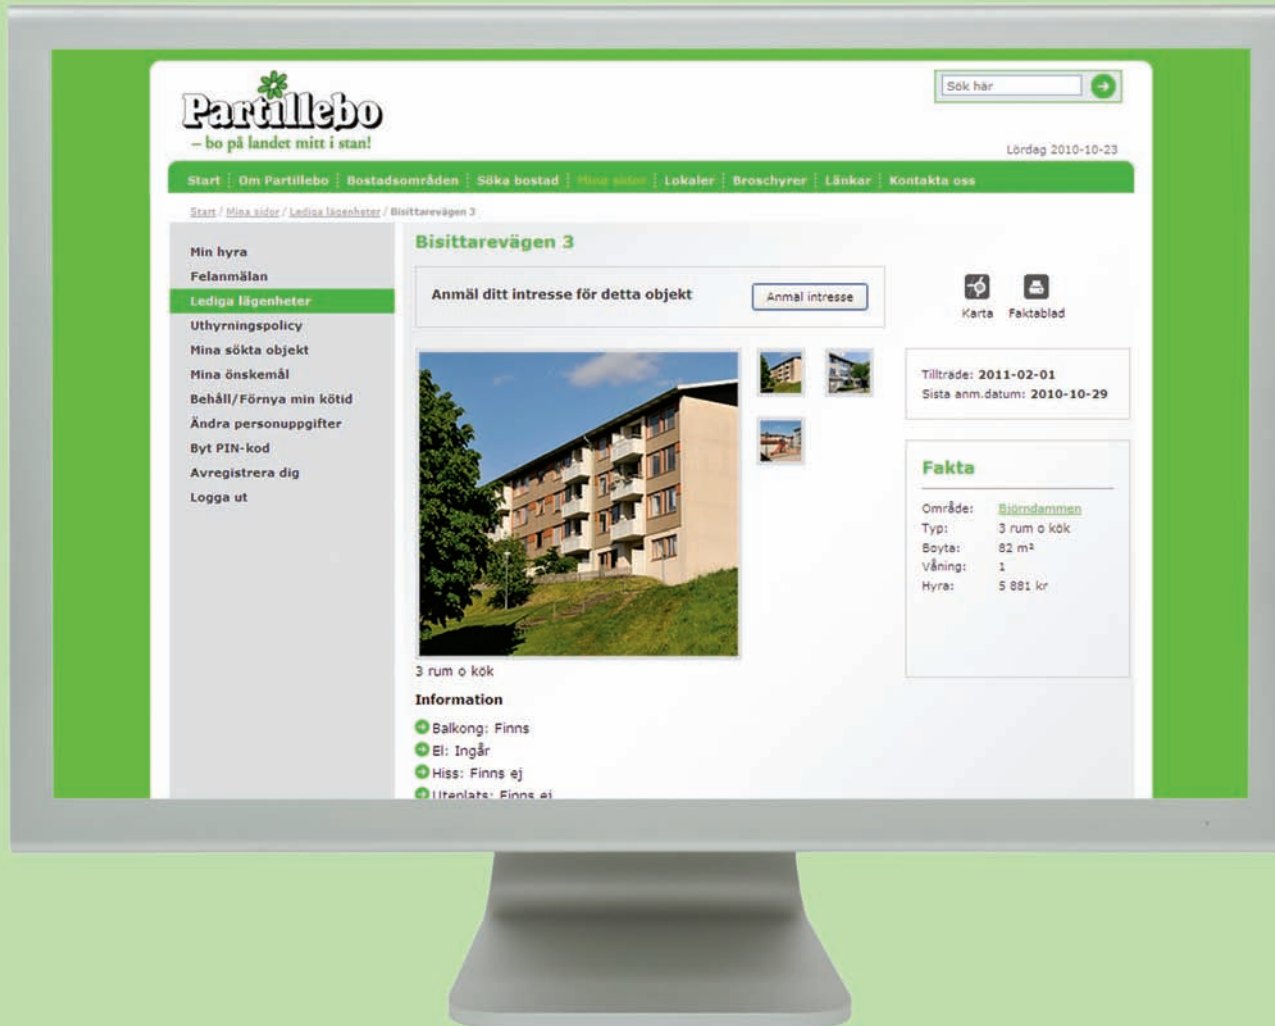 Partillebo
– bo på landet mitt i stan!
Sök här
Lördag 2010-10-23
Start Om Partillebo Bostadsområden Söka bostad Mina sidor Lokaler Broschyrer Länkar Kontakta oss
Start / Mina sidor / Lediga lägenheter / Bisittarevägen 3
Min hyra
Felanmälan
Lediga lägenheter
Uthyrningspolicy
Mina sökta objekt
Mina önskemål
Behåll/Förnya min kötid
Ändra personuppgifter
Byt PIN-kod
Avregistrera dig
Logga ut
Bisittarevägen 3
Anmäl ditt intresse för detta objekt
Anmäl intresse
Karta Faktablad
Tillträde: 2011-02-01
Sista anm.datum: 2010-10-29
Fakta
Område: Björndammen
Typ: 3 rum o kök
Boyta: 82 m²
Våning: 1
Hyra: 5 881 kr
3 rum o kök
Information
Balkong: Finns
El: Ingår
Hiss: Finns ej
Uteplats: Finns ej